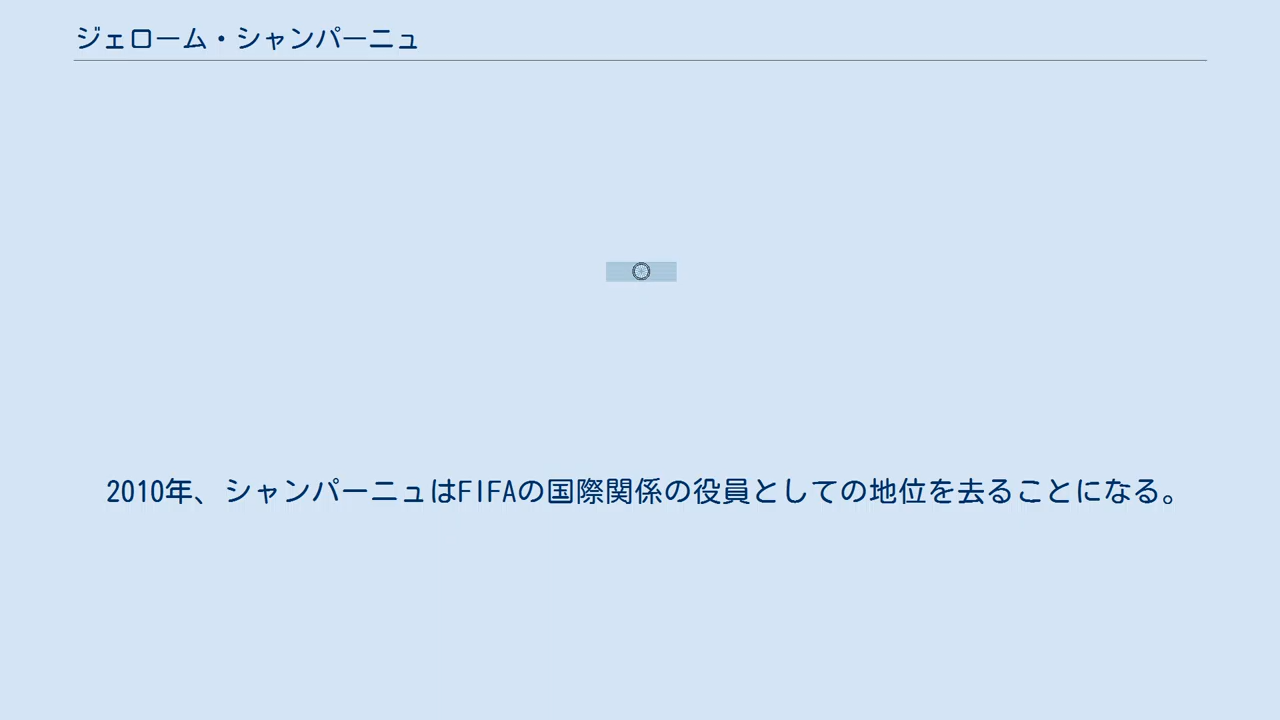 ジェローム・シャンパーニュ
2010年、シャンパーニュはFIFAの国際関係の役員としての地位を去ることになる。